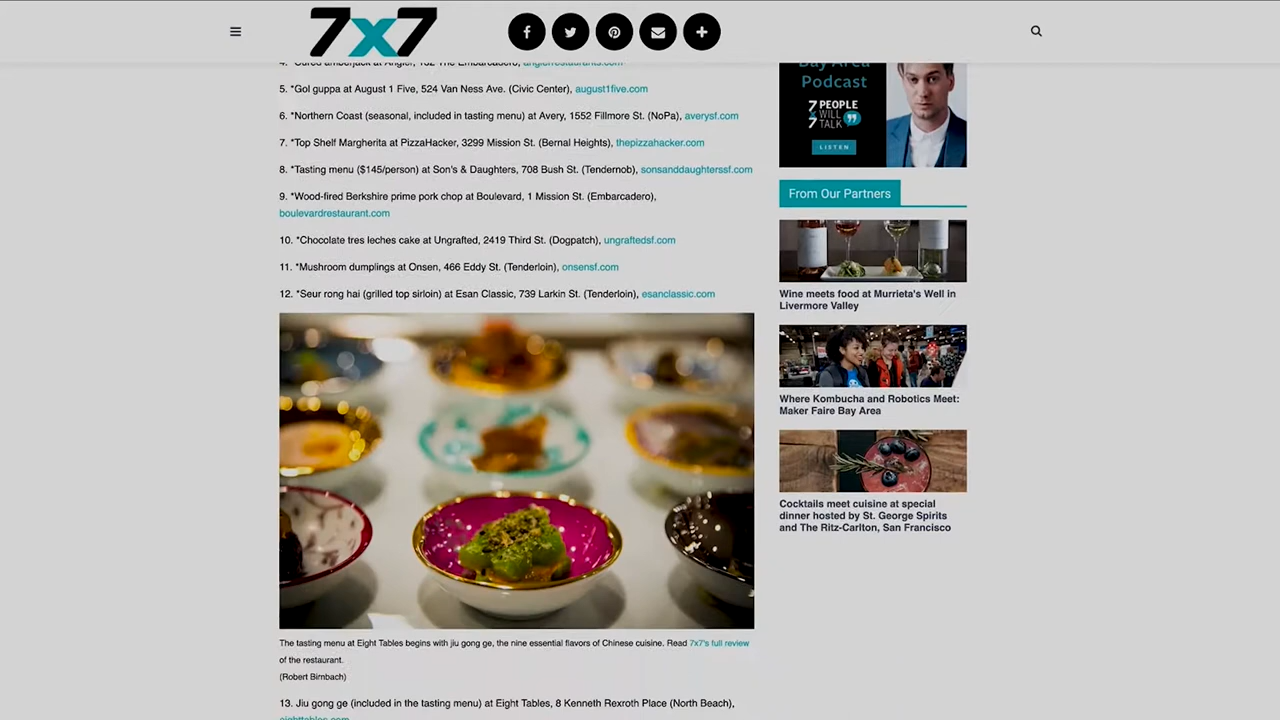 7x7
4. *Cured amberjack at Angler, 132 The Embarcadero, anglerrestaurants.com
Bay Area
Podcast
5. *Gol guppa at August 1 Five, 524 Van Ness Ave. (Civic Center), august1five.com
7 PEOPLE
x WILL
7 TALK
LISTEN
6. *Northern Coast (seasonal, included in tasting menu) at Avery, 1552 Fillmore St. (NoPa), averysf.com
7. *Top Shelf Margherita at PizzaHacker, 3299 Mission St. (Bernal Heights), thepizzahacker.com
8. *Tasting menu ($145/person) at Son's & Daughters, 708 Bush St. (Tendernob), sonsanddaughterssf.com
9. *Wood-fired Berkshire prime pork chop at Boulevard, 1 Mission St. (Embarcadero),
boulevardrestaurant.com
10. *Chocolate tres leches cake at Ungrafted, 2419 Third St. (Dogpatch), ungraftedsf.com
11. *Mushroom dumplings at Onsen, 466 Eddy St. (Tenderloin), onsensf.com
12. *Seur rong hai (grilled top sirloin) at Esan Classic, 739 Larkin St. (Tenderloin), esanclassic.com
The tasting menu at Eight Tables begins with jiu gong ge, the nine essential flavors of Chinese cuisine. Read 7x7's full review
of the restaurant.
(Robert Birnbach)
13. Jiu gong ge (included in the tasting menu) at Eight Tables, 8 Kenneth Rexroth Place (North Beach),
eighttables.com
From Our Partners
Wine meets food at Murrieta's Well in
Livermore Valley
Where Kombucha and Robotics Meet:
Maker Faire Bay Area
Cocktails meet cuisine at special
dinner hosted by St. George Spirits
and The Ritz-Carlton, San Francisco